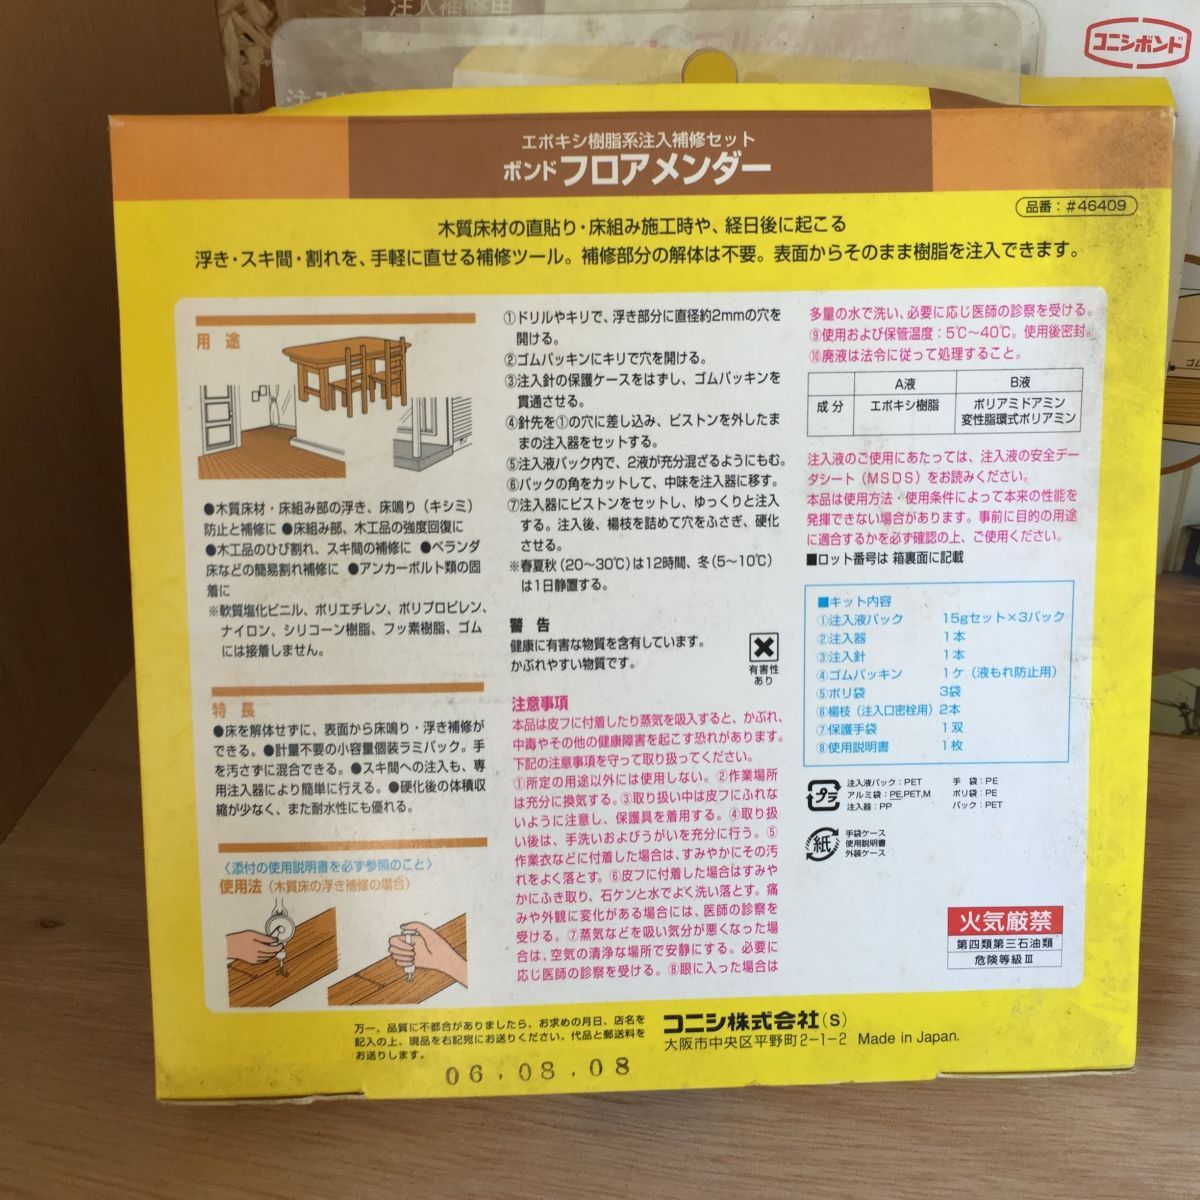 注入補修用
コニシボンド
エポキシ樹脂系注入補修セット
ボンドフロアメンダー
品番:#46409
木質床材の直貼り・床組み施工時や、経日後に起こる
浮き・スキ間・割れを、手軽に直せる補修ツール。補修部分の解体は不要。表面からそのまま樹脂を注入できます。
用途
●木質床材・床組み部の浮き、床鳴り(キシミ)
防止と補修に ●床組み部、木工品の強度回復に
●木工品のひび割れ、スキ間の補修に ●ベランダ
床などの簡易割れ補修に ●アンカーボルト類の固
着に
※軟質塩化ビニル、ポリエチレン、ポリプロピレン、
ナイロン、シリコーン樹脂、フッ素樹脂、ゴム
には接着しません。
特長
●床を解体せずに、表面から床鳴り・浮き補修が
できる。●計量不要の小容量個装ラミパック。手
を汚さずに混合できる。●スキ間への注入も、専
用注入器により簡単に行える。●硬化後の体積収
縮が少なく、また耐水性にも優れる。
〈添付の使用説明書を必ず参照のこと〉
使用法(木質床の浮き補修の場合)
①ドリルやキリで、浮き部分に直径約2mmの穴を
開ける。
②ゴムパッキンにキリで穴を開ける。
③注入針の保護ケースをはずし、ゴムパッキンを
貫通させる。
④針先を①の穴に差し込み、ピストンを外したま
まの注入器をセットする。
⑤注入液パック内で、2液が充分混ざるようにもむ。
⑥パックの角をカットして、中味を注入器に移す。
⑦注入器にピストンをセットし、ゆっくりと注入
する。注入後、楊枝を詰めて穴をふさぎ、硬化
させる。
※春夏秋(20〜30℃)は12時間、冬(5〜10℃)
は1日静置する。
警告
健康に有害な物質を含有しています。
かぶれやすい物質です。
有害性
あり
注意事項
本品は皮フに付着したり蒸気を吸入すると、かぶれ、
中毒やその他の健康障害を起こす恐れがあります。
下記の注意事項を守って取り扱ってください。
①所定の用途以外には使用しない。②作業場所
は充分に換気する。③取り扱い中は皮フにふれな
いように注意し、保護具を着用する。④取り扱
い後は、手洗いおよびうがいを充分に行う。⑤
作業衣などに付着した場合は、すみやかにその汚
れをよく落とす。⑥皮フに付着した場合はすみや
かにふき取り、石ケンと水でよく洗い落とす。痛
みや外観に変化がある場合には、医師の診察を
受ける。⑦蒸気などを吸い気分が悪くなった場
合は、空気の清浄な場所で安静にする。必要に
応じ医師の診察を受ける。⑧眼に入った場合は
多量の水で洗い、必要に応じ医師の診察を受ける。
⑨使用および保管温度:5℃〜40℃。使用後密封。
⑩廃液は法令に従って処理すること。
A液 B液
成分 エポキシ樹脂 ポリアミドアミン
変性脂環式ポリアミン
注入液のご使用にあたっては、注入液の安全デー
タシート(MSDS)をお読みください。
本品は使用方法・使用条件によって本来の性能を
発揮できない場合があります。事前に目的の用途
に適合するかを必ず確認の上、ご使用ください。
■ロット番号は 箱裏面に記載
■キット内容
①注入液パック 15gセット×3パック
②注入器 1本
③注入針 1本
④ゴムパッキン 1ケ(液もれ防止用)
⑤ポリ袋 3袋
⑥楊枝(注入口密栓用)2本
⑦保護手袋 1双
⑧使用説明書 1枚
プラ
注入液パック:PET 手袋:PE
アルミ袋:PE,PET,M ポリ袋:PE
注入器:PP パック:PET
紙
手袋ケース
使用説明書
外装ケース
火気厳禁
第四類第三石油類
危険等級Ⅲ
万一、品質に不都合がありましたら、お求めの月日、店名を
記入の上、現品を右記宛にお送りください。代品と郵送料を
お送りします。
コニシ株式会社(S)
大阪市中央区平野町2-1-2 Made in Japan.
06.08.08